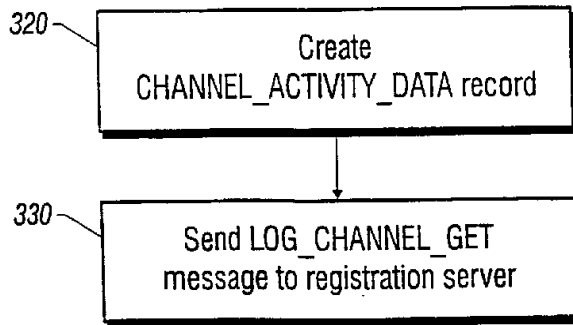 320
Create
CHANNEL_ACTIVITY_DATA record
330
Send LOG_CHANNEL_GET
message to registration server